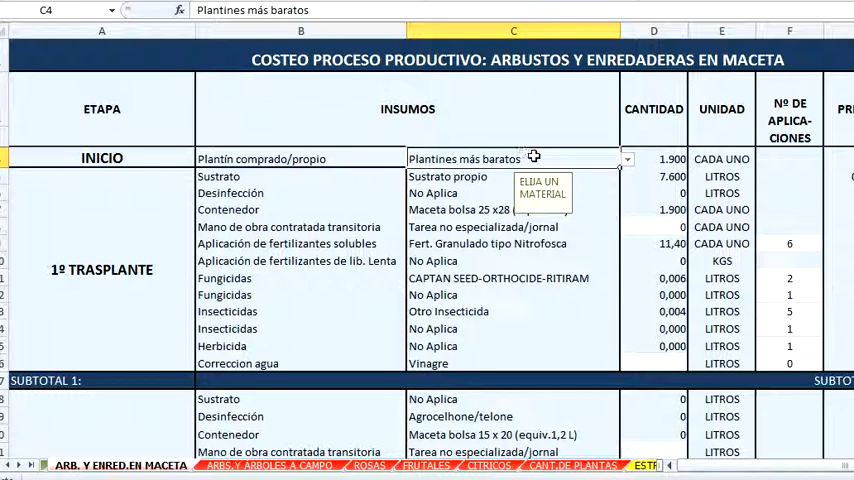 C4 fx Plantines más baratos
A B C D E F
COSTEO PROCESO PRODUCTIVO: ARBUSTOS Y ENREDADERAS EN MACETA
ETAPA INSUMOS CANTIDAD UNIDAD Nº DE APLICA- CIONES
INICIO Plantín comprado/propio Plantines más baratos 1.900 CADA UNO
Sustrato Sustrato propio 7.600 LITROS
ELIJA UN
MATERIAL
Desinfección No Aplica 0 LITROS
Contenedor Maceta bolsa 25 x28 1.900 CADA UNO
Mano de obra contratada transitoria Tarea no especializada/jornal 0 CADA UNO
Aplicación de fertilizantes solubles Fert. Granulado tipo Nitrofosca 11,40 CADA UNO 6
1º TRASPLANTE
Aplicación de fertilizantes de lib. Lenta No Aplica 0 KGS
Fungicidas CAPTAN SEED-ORTHOCIDE-RITIRAM 0,006 LITROS 2
Fungicidas No Aplica 0,000 LITROS 1
Insecticidas Otro Insecticida 0,004 LITROS 5
Insecticidas No Aplica 0,000 LITROS 1
Herbicida No Aplica 0,000 LITROS 1
Correccion agua Vinagre LITROS 0
SUBTOTAL 1:
Sustrato No Aplica 0 LITROS
Desinfección Agrocelhone/telone 0 LITROS
Contenedor Maceta bolsa 15 x 20 (equiv.1,2 L) 0 LITROS
Mano de obra contratada transitoria Tarea no especializada/jornal LITROS
ARB. Y ENRED.EN MACETA ARBS.Y ÁRBOLES A CAMPO ROSAS FRUTALES CITRICOS CANT.DE PLANTAS